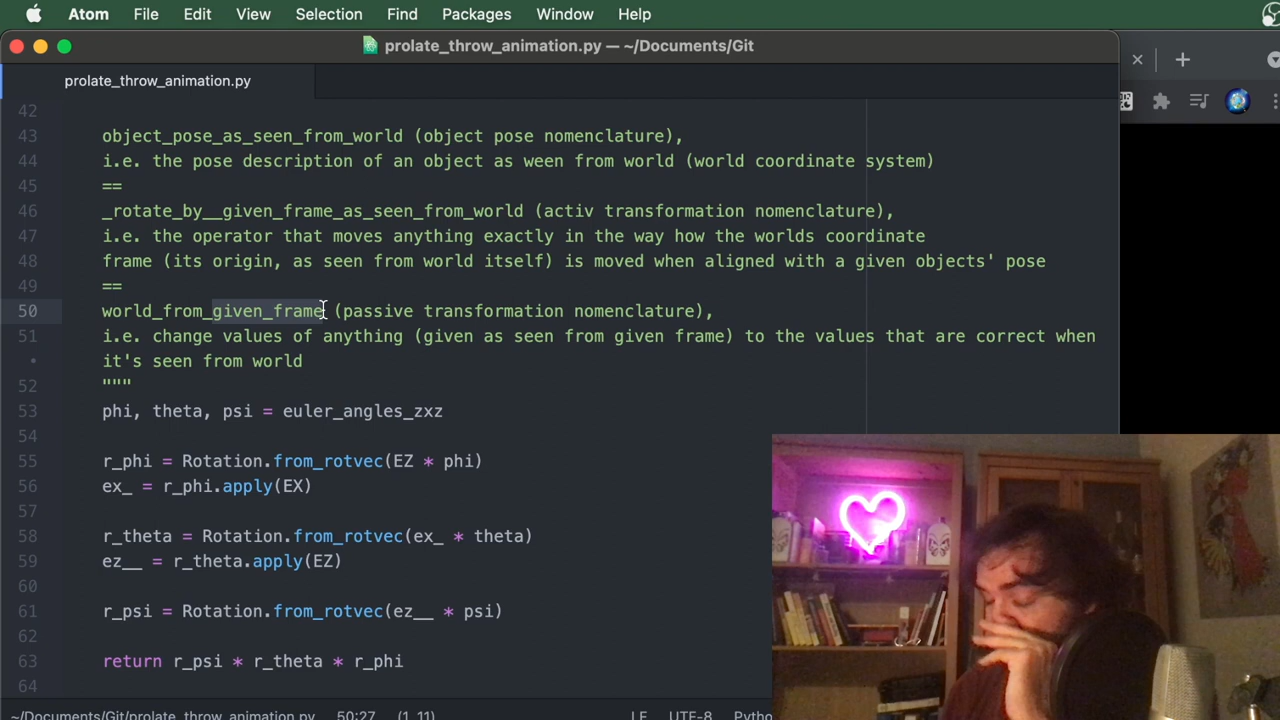 Atom File Edit View Selection Find Packages Window Help
prolate_throw_animation.py — ~/Documents/Git
prolate_throw_animation.py
42
43 object_pose_as_seen_from_world (object pose nomenclature),
44 i.e. the pose description of an object as ween from world (world coordinate system)
45 ==
46 _rotate_by__given_frame_as_seen_from_world (activ transformation nomenclature),
47 i.e. the operator that moves anything exactly in the way how the worlds coordinate
48 frame (its origin, as seen from world itself) is moved when aligned with a given objects' pose
49 ==
50 world_from_given_frame (passive transformation nomenclature),
51 i.e. change values of anything (given as seen from given frame) to the values that are correct when
• it's seen from world
52 """
53 phi, theta, psi = euler_angles_zxz
54
55 r_phi = Rotation.from_rotvec(EZ * phi)
56 ex_ = r_phi.apply(EX)
57
58 r_theta = Rotation.from_rotvec(ex_ * theta)
59 ez__ = r_theta.apply(EZ)
60
61 r_psi = Rotation.from_rotvec(ez__ * psi)
62
63 return r_psi * r_theta * r_phi
64
~/Documents/Git/prolate_throw_animation.py 50:27 (1, 11) LF UTF-8 Python